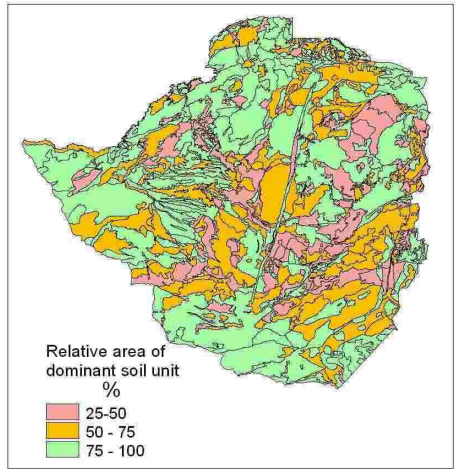 Relative area of
dominant soil unit
%
25-50
50 - 75
75 - 100